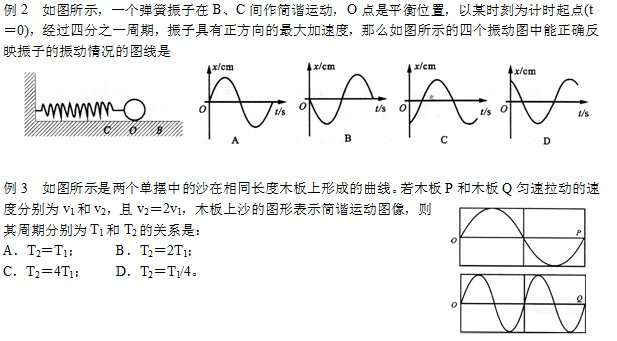 例 2 如图所示，一个弹簧振子在 B、C 间作简谐运动，O 点是平衡位置，以某时刻为计时起点(t
＝0)，经过四分之一周期，振子具有正方向的最大加速度，那么如图所示的四个振动图中能正确反
映振子的振动情况的图线是
x/cm x/cm x/cm x/cm
O t/s O t/s O t/s O t/s
C O B
A B C D
例 3 如图所示是两个单摆中的沙在相同长度木板上形成的曲线。若木板 P 和木板 Q 匀速拉动的速
度分别为 v₁和 v₂，且 v₂＝2v₁，木板上沙的图形表示简谐运动图像，则
其周期分别为 T₁和 T₂的关系是：
A．T₂＝T₁； B．T₂＝2T₁；
C．T₂＝4T₁； D．T₂＝T₁/4。
O P
O Q